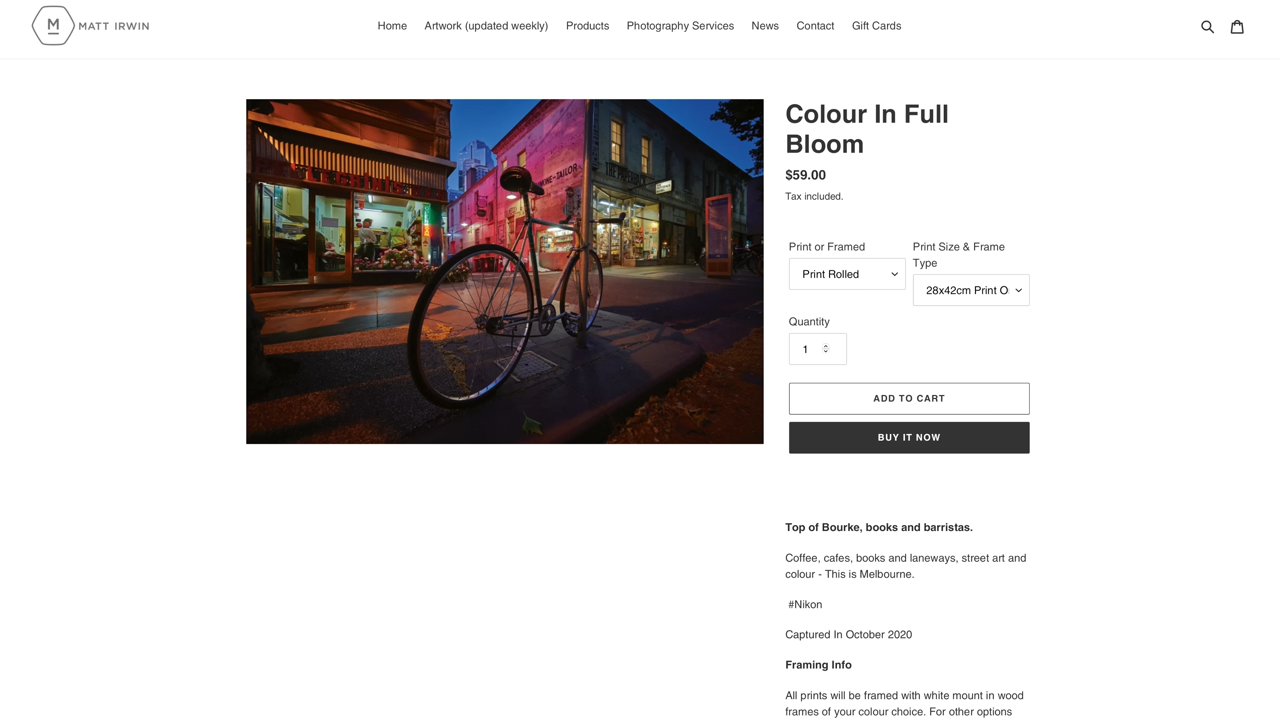 M MATT IRWIN
Home Artwork (updated weekly) Products Photography Services News Contact Gift Cards
Colour In Full
Bloom
$59.00
Tax included.
Print or Framed
Print Rolled
Print Size & Frame
Type
28x42cm Print O
Quantity
1
ADD TO CART
BUY IT NOW
Top of Bourke, books and barristas.
Coffee, cafes, books and laneways, street art and
colour - This is Melbourne.
#Nikon
Captured In October 2020
Framing Info
All prints will be framed with white mount in wood
frames of your colour choice. For other options